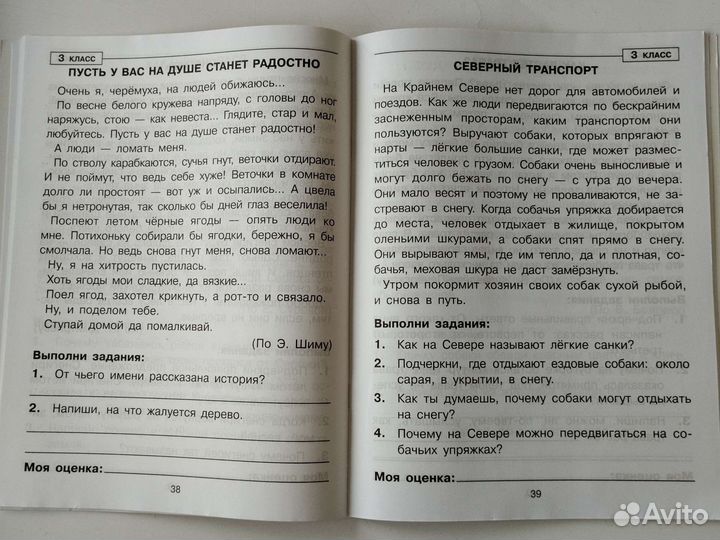 3 КЛАСС
ПУСТЬ У ВАС НА ДУШЕ СТАНЕТ РАДОСТНО
Очень я, черёмуха, на людей обижаюсь...
По весне белого кружева напряду, с головы до ног
наряжусь, стою — как невеста... Глядите, стар и мал,
любуйтесь. Пусть у вас на душе станет радостно!
А люди — ломать меня.
По стволу карабкаются, сучья гнут, веточки отдирают.
И не поймут, что ведь себе хуже! Веточки в комнате
долго ли простоят — вот уж и осыпались... А цвела
бы я нетронутая, так сколько бы дней глаз веселила!
Поспеют летом чёрные ягоды — опять люди ко
мне. Потихоньку собирали бы ягодки, бережно, я бы
смолчала. Но ведь снова гнут меня, снова ломают...
Ну, я на хитрость пустилась.
Хоть ягоды мои сладкие, да вязкие...
Поел ягод, захотел крикнуть, а рот-то и связало.
Ну, и поделом тебе.
Ступай домой да помалкивай.
(По Э. Шиму)
Выполни задания:
1. От чьего имени рассказана история?
2. Напиши, на что жалуется дерево.
Моя оценка:
38
3 КЛАСС
СЕВЕРНЫЙ ТРАНСПОРТ
На Крайнем Севере нет дорог для автомобилей и
поездов. Как же люди передвигаются по бескрайним
заснеженным просторам, каким транспортом они
пользуются? Выручают собаки, которых впрягают в
нарты — лёгкие большие санки, где может размес-
титься человек с грузом. Собаки очень выносливые и
могут долго бежать по снегу — с утра до вечера.
Они мало весят и поэтому не проваливаются, не за-
стревают в снегу. Когда собачья упряжка добирается
до места, человек отдыхает в жилище, покрытом
оленьими шкурами, а собаки спят прямо в снегу.
Они вырывают ямы, где им тепло, да и плотная, со-
бачья, меховая шкура не даст замёрзнуть.
Утром покормит хозяин своих собак сухой рыбой,
и снова в путь.
Выполни задания:
1. Как на Севере называют лёгкие санки?
2. Подчеркни, где отдыхают ездовые собаки: около
сарая, в укрытии, в снегу.
3. Как ты думаешь, почему собаки могут отдыхать
на снегу?
4. Почему на Севере можно передвигаться на со-
бачьих упряжках?
Моя оценка:
39
Avito